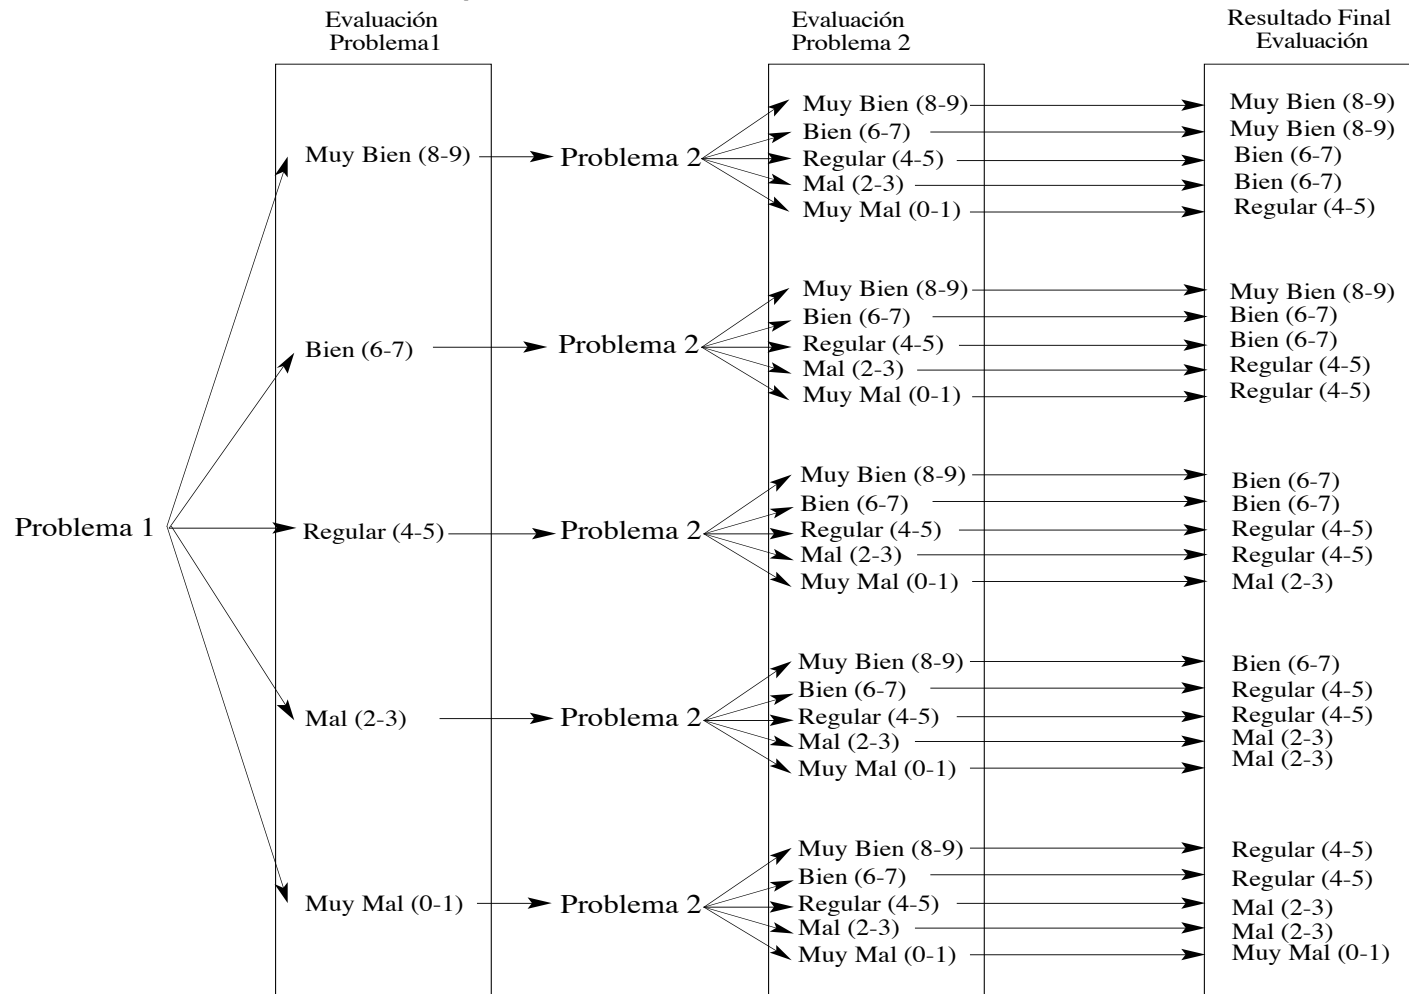 Evaluación
Problema1
Evaluación
Problema 2
Resultado Final
Evaluación
Problema 1
Muy Bien (8-9)
Problema 2
Muy Bien (8-9)
Muy Bien (8-9)
Bien (6-7)
Muy Bien (8-9)
Regular (4-5)
Bien (6-7)
Mal (2-3)
Bien (6-7)
Muy Mal (0-1)
Regular (4-5)
Bien (6-7)
Problema 2
Muy Bien (8-9)
Muy Bien (8-9)
Bien (6-7)
Bien (6-7)
Regular (4-5)
Bien (6-7)
Mal (2-3)
Regular (4-5)
Muy Mal (0-1)
Regular (4-5)
Regular (4-5)
Problema 2
Muy Bien (8-9)
Bien (6-7)
Bien (6-7)
Bien (6-7)
Regular (4-5)
Regular (4-5)
Mal (2-3)
Regular (4-5)
Muy Mal (0-1)
Mal (2-3)
Mal (2-3)
Problema 2
Muy Bien (8-9)
Bien (6-7)
Bien (6-7)
Regular (4-5)
Regular (4-5)
Regular (4-5)
Mal (2-3)
Mal (2-3)
Muy Mal (0-1)
Mal (2-3)
Muy Mal (0-1)
Problema 2
Muy Bien (8-9)
Regular (4-5)
Bien (6-7)
Regular (4-5)
Regular (4-5)
Mal (2-3)
Mal (2-3)
Mal (2-3)
Muy Mal (0-1)
Muy Mal (0-1)